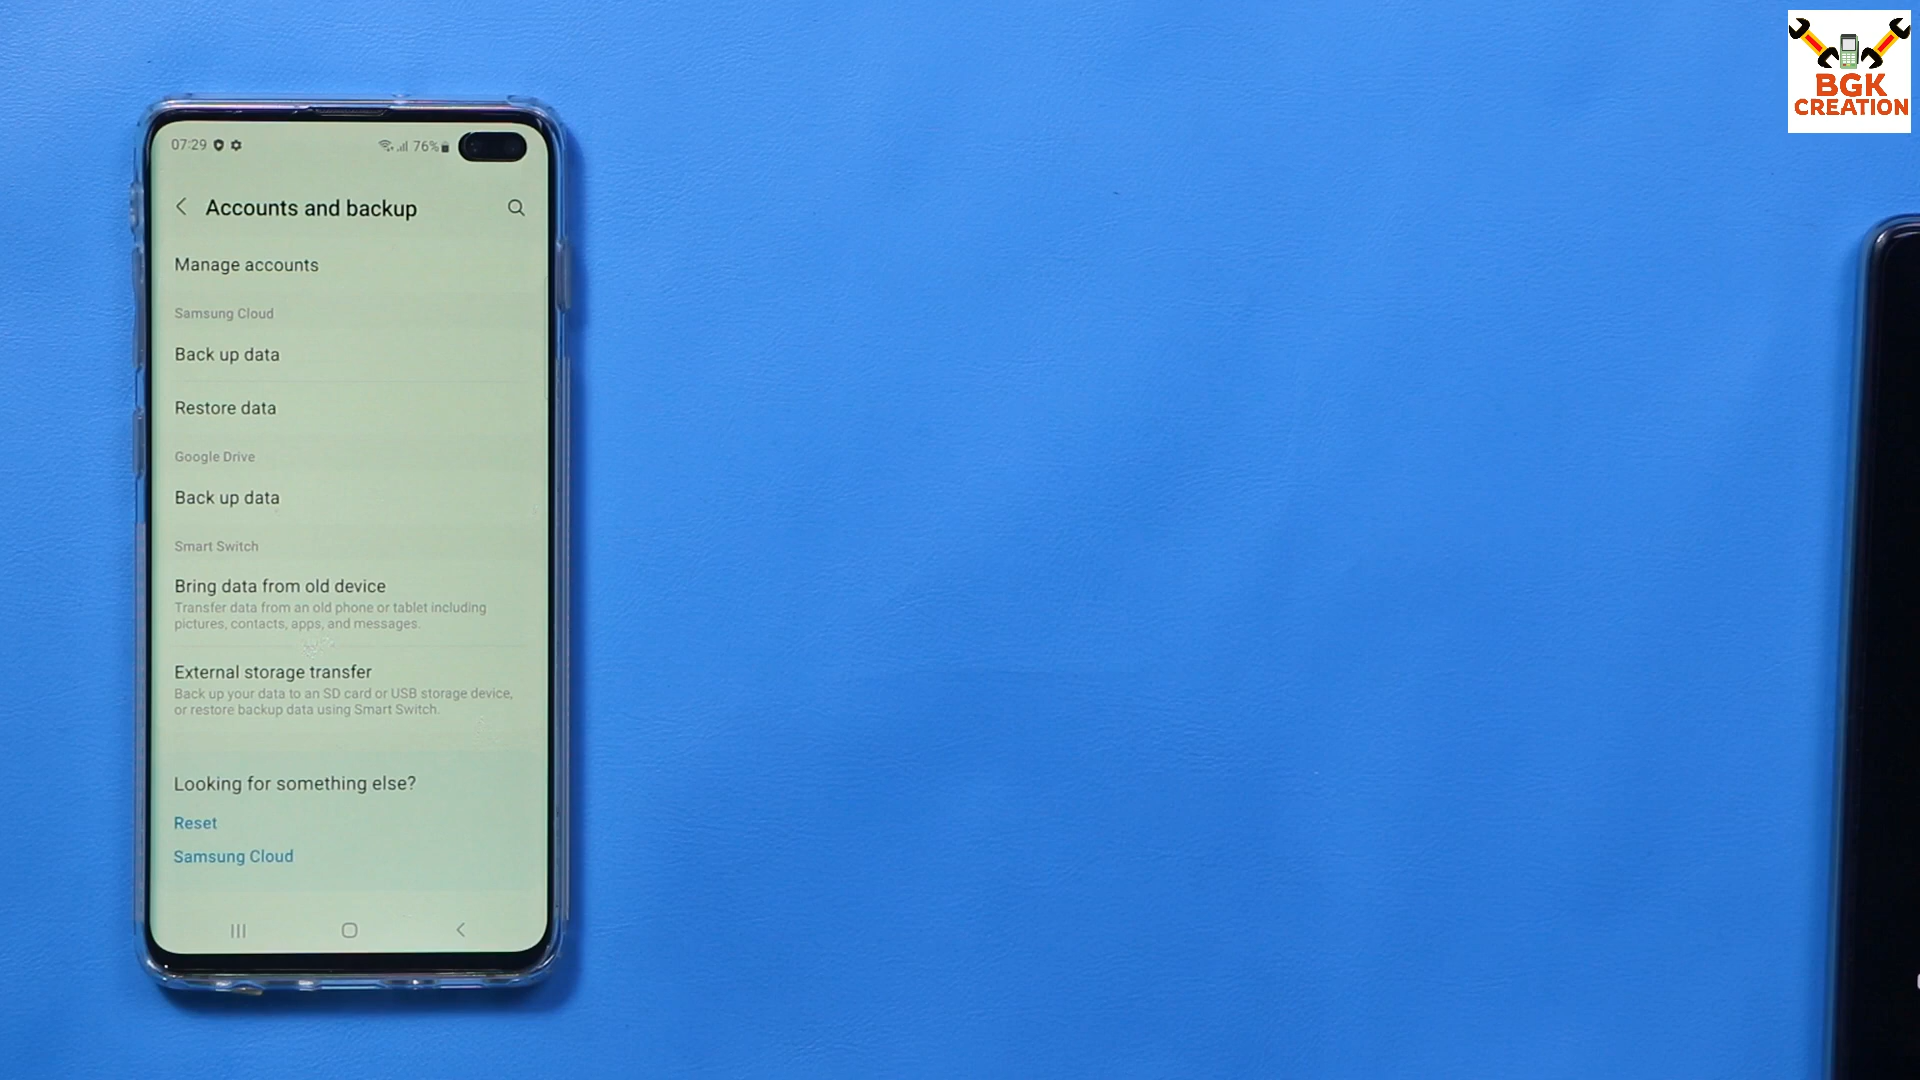 BGK
CREATION
07:29
76%
Accounts and backup
Manage accounts
Samsung Cloud
Back up data
Restore data
Google Drive
Back up data
Smart Switch
Bring data from old device
Transfer data from an old phone or tablet including
pictures, contacts, apps, and messages.
External storage transfer
Back up your data to an SD card or USB storage device,
or restore backup data using Smart Switch.
Looking for something else?
Reset
Samsung Cloud